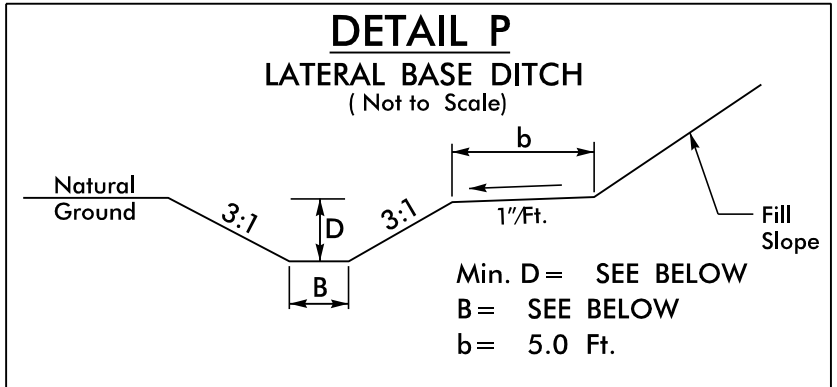 DETAIL P
LATERAL BASE DITCH
( Not to Scale)
b
Natural
Ground
3:1
D
3:1
1"/Ft.
Fill
Slope
B
Min. D = SEE BELOW
B = SEE BELOW
b = 5.0 Ft.